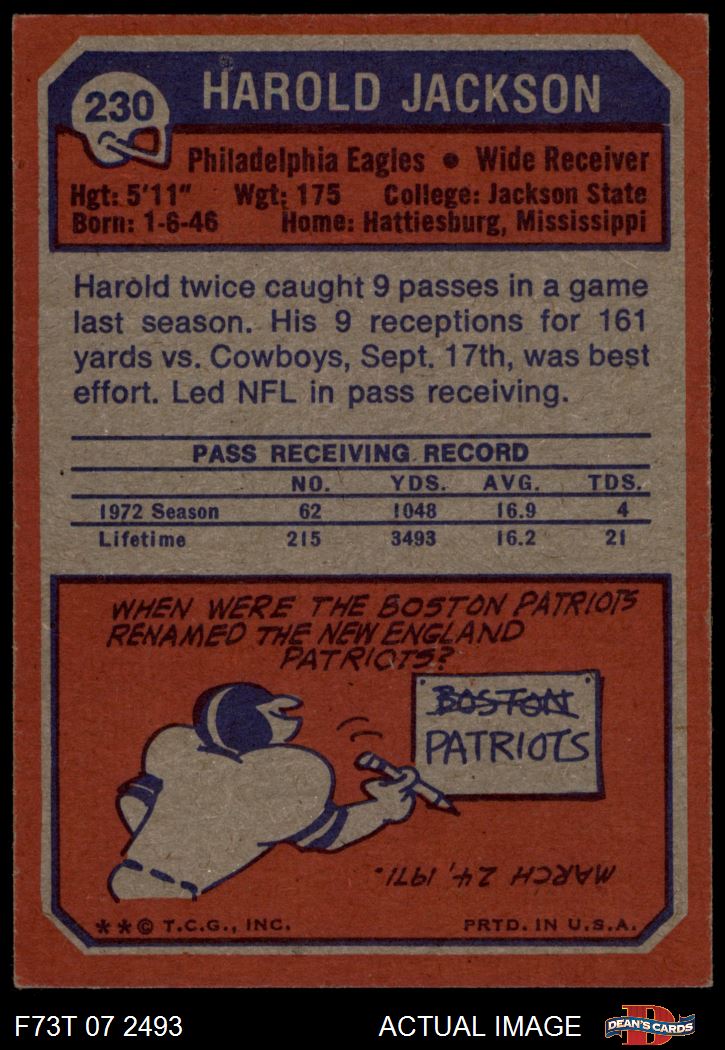 230
HAROLD JACKSON
Philadelphia Eagles • Wide Receiver
Hgt: 5'11" Wgt: 175 College: Jackson State
Born: 1-6-46 Home: Hattiesburg, Mississippi
Harold twice caught 9 passes in a game
last season. His 9 receptions for 161
yards vs. Cowboys, Sept. 17th, was best
effort. Led NFL in pass receiving.
PASS RECEIVING RECORD
NO. YDS. AVG. TDS.
1972 Season 62 1048 16.9 4
Lifetime 215 3493 16.2 21
WHEN WERE THE BOSTON PATRIOTS
RENAMED THE NEW ENGLAND
PATRIOTS?
BOSTON
PATRIOTS
MARCH 24, 1971.
**© T.C.G., INC. PRTD. IN U.S.A.
F73T 07 2493 ACTUAL IMAGE
DEAN'S CARDS